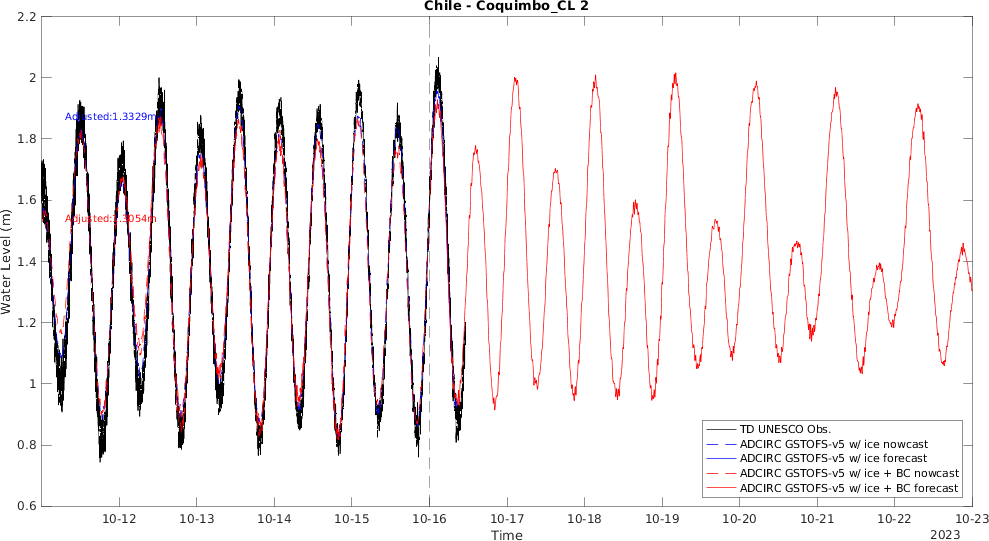 Chile - Coquimbo_CL 2
2.2
2
1.8
1.6
1.4
1.2
1
0.8
0.6
Water Level (m)
Adjusted:1.3329m
Adjusted:1.3054m
TD UNESCO Obs.
ADCIRC GSTOFS-v5 w/ ice nowcast
ADCIRC GSTOFS-v5 w/ ice forecast
ADCIRC GSTOFS-v5 w/ ice + BC nowcast
ADCIRC GSTOFS-v5 w/ ice + BC forecast
10-12 10-13 10-14 10-15 10-16 10-17 10-18 10-19 10-20 10-21 10-22 10-23
Time
2023